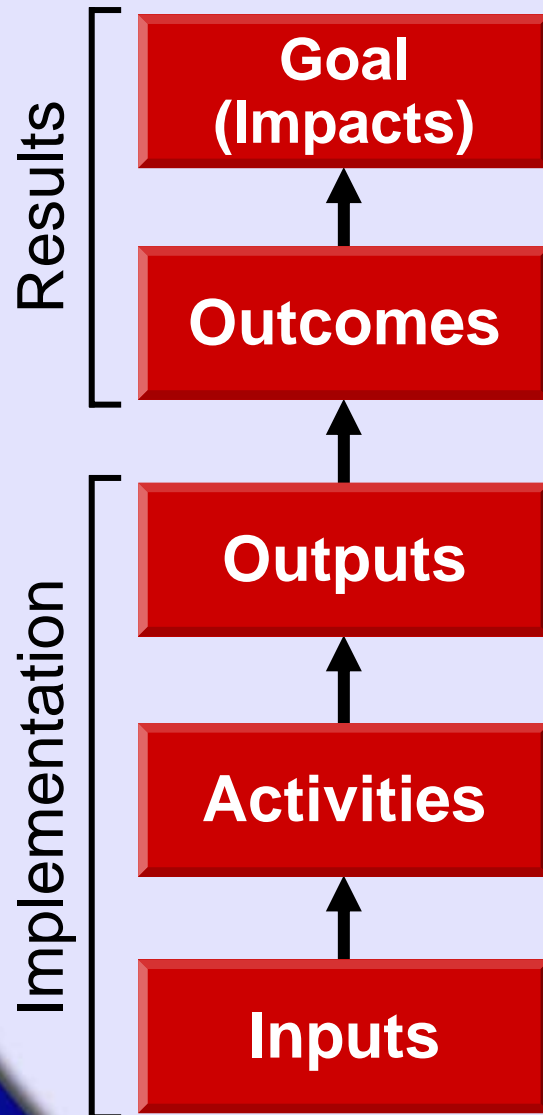 Results
Goal
(Impacts)
Outcomes
Implementation
Outputs
Activities
Inputs